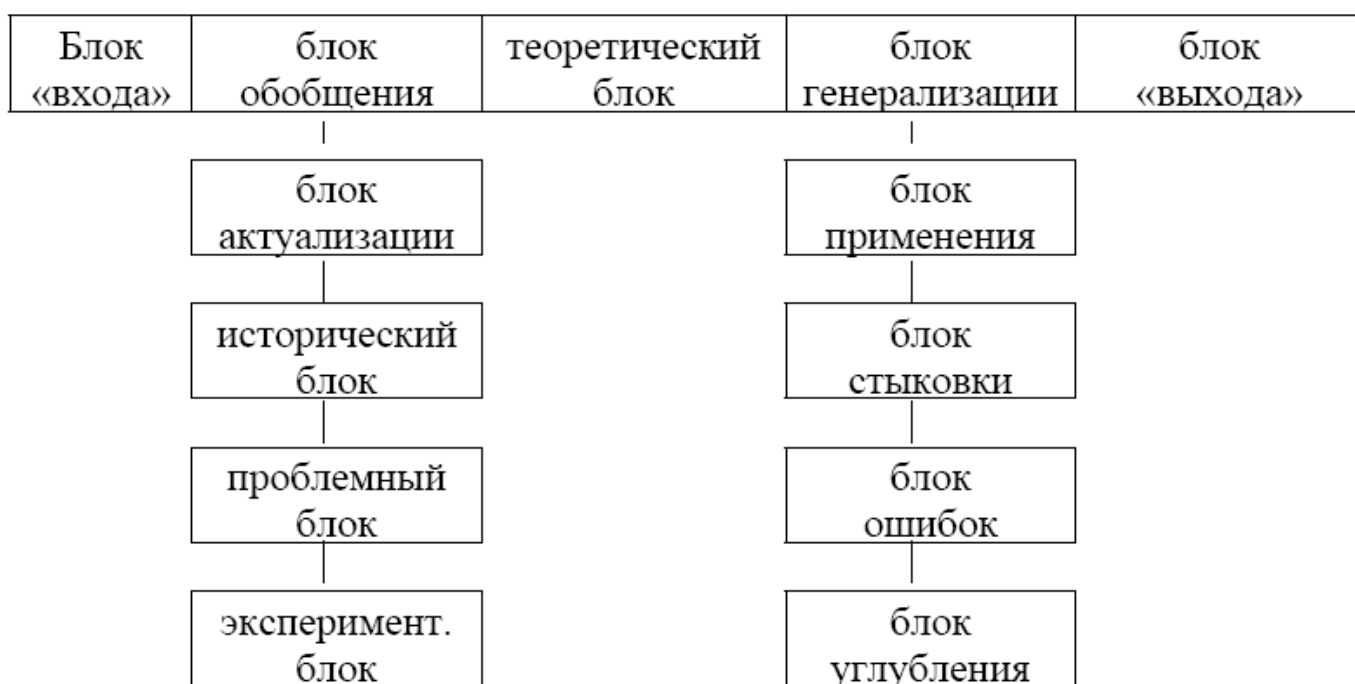 Блок
«входа»
блок
обобщения
теоретический
блок
блок
генерализации
блок
«выхода»
блок
актуализации
блок
применения
исторический
блок
блок
стыковки
проблемный
блок
блок
ошибок
эксперимент.
блок
блок
углубления